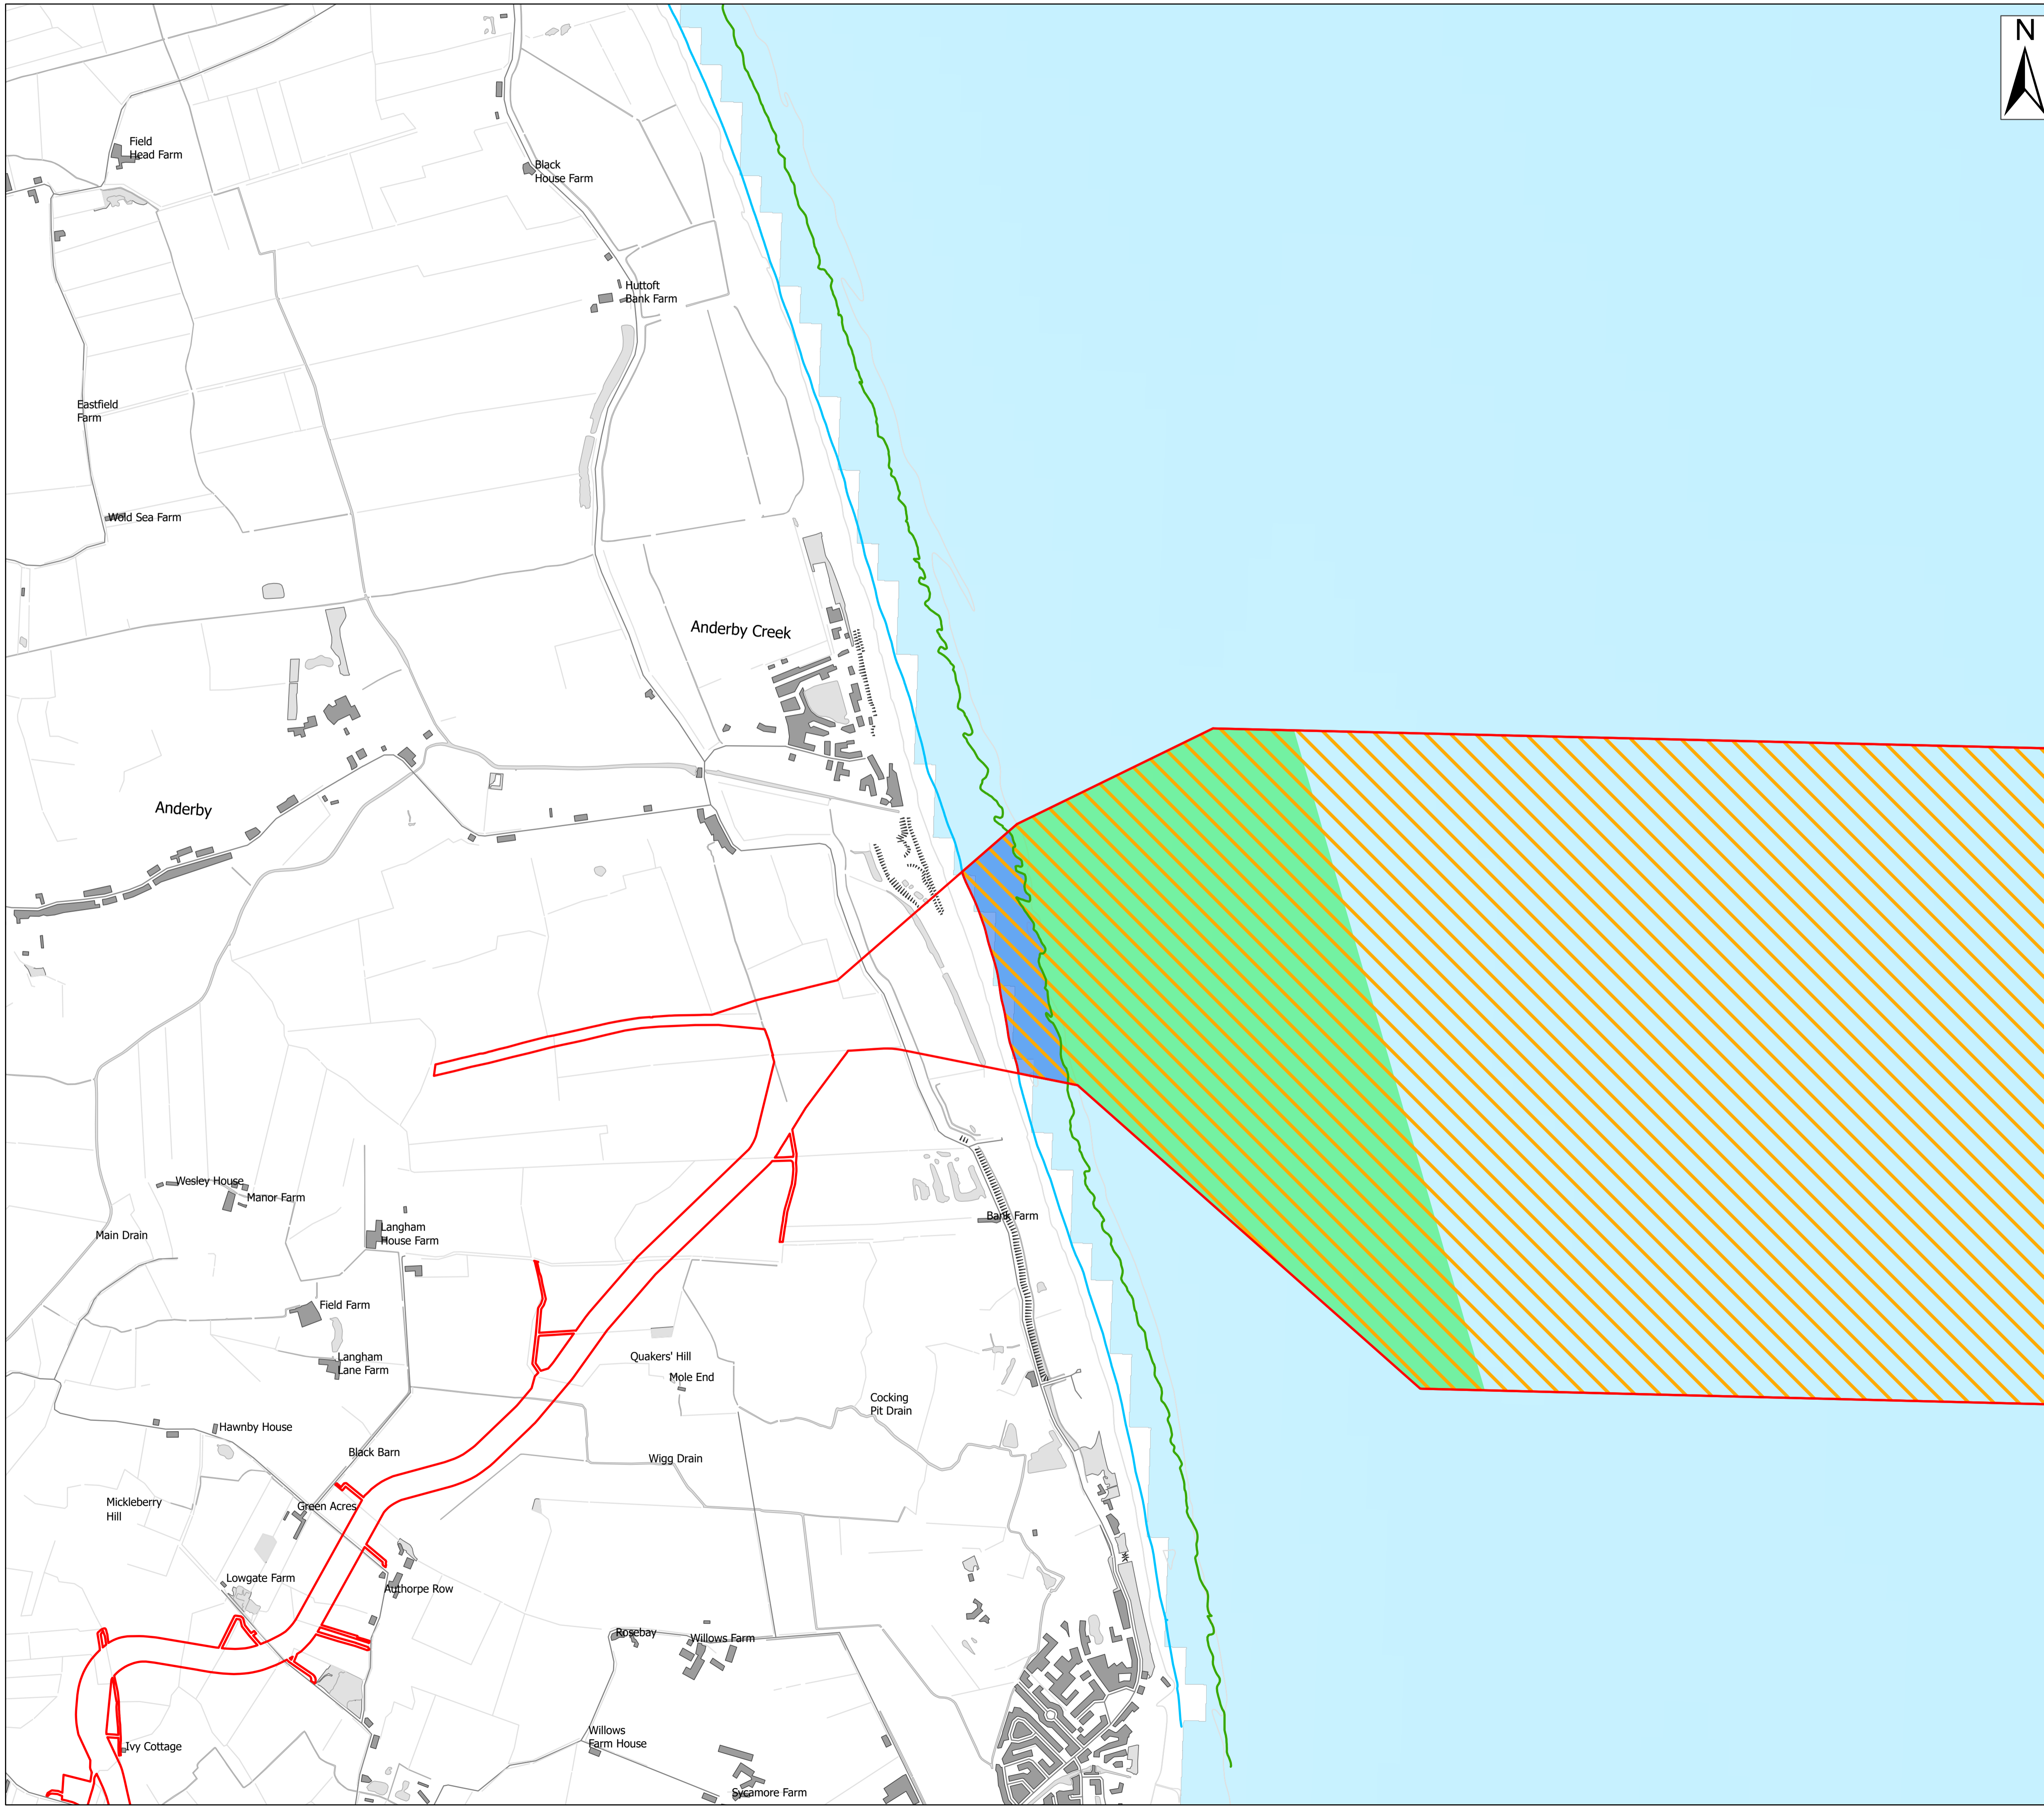 N
Field
Head Farm
Black
House Farm
Huttoft
Bank Farm
Eastfield
Farm
Wold Sea Farm
Anderby Creek
Anderby
Wesley House
Manor Farm
Main Drain
Langham
House Farm
Bank Farm
Field Farm
Langham
Lane Farm
Quakers' Hill
Mole End
Cocking
Pit Drain
Hawnby House
Black Barn
Wigg Drain
Mickleberry
Hill
Green Acres
Lowgate Farm
Authorpe Row
Rosebay
Willows Farm
Willows
Farm House
Ivy Cottage
Sycamore Farm